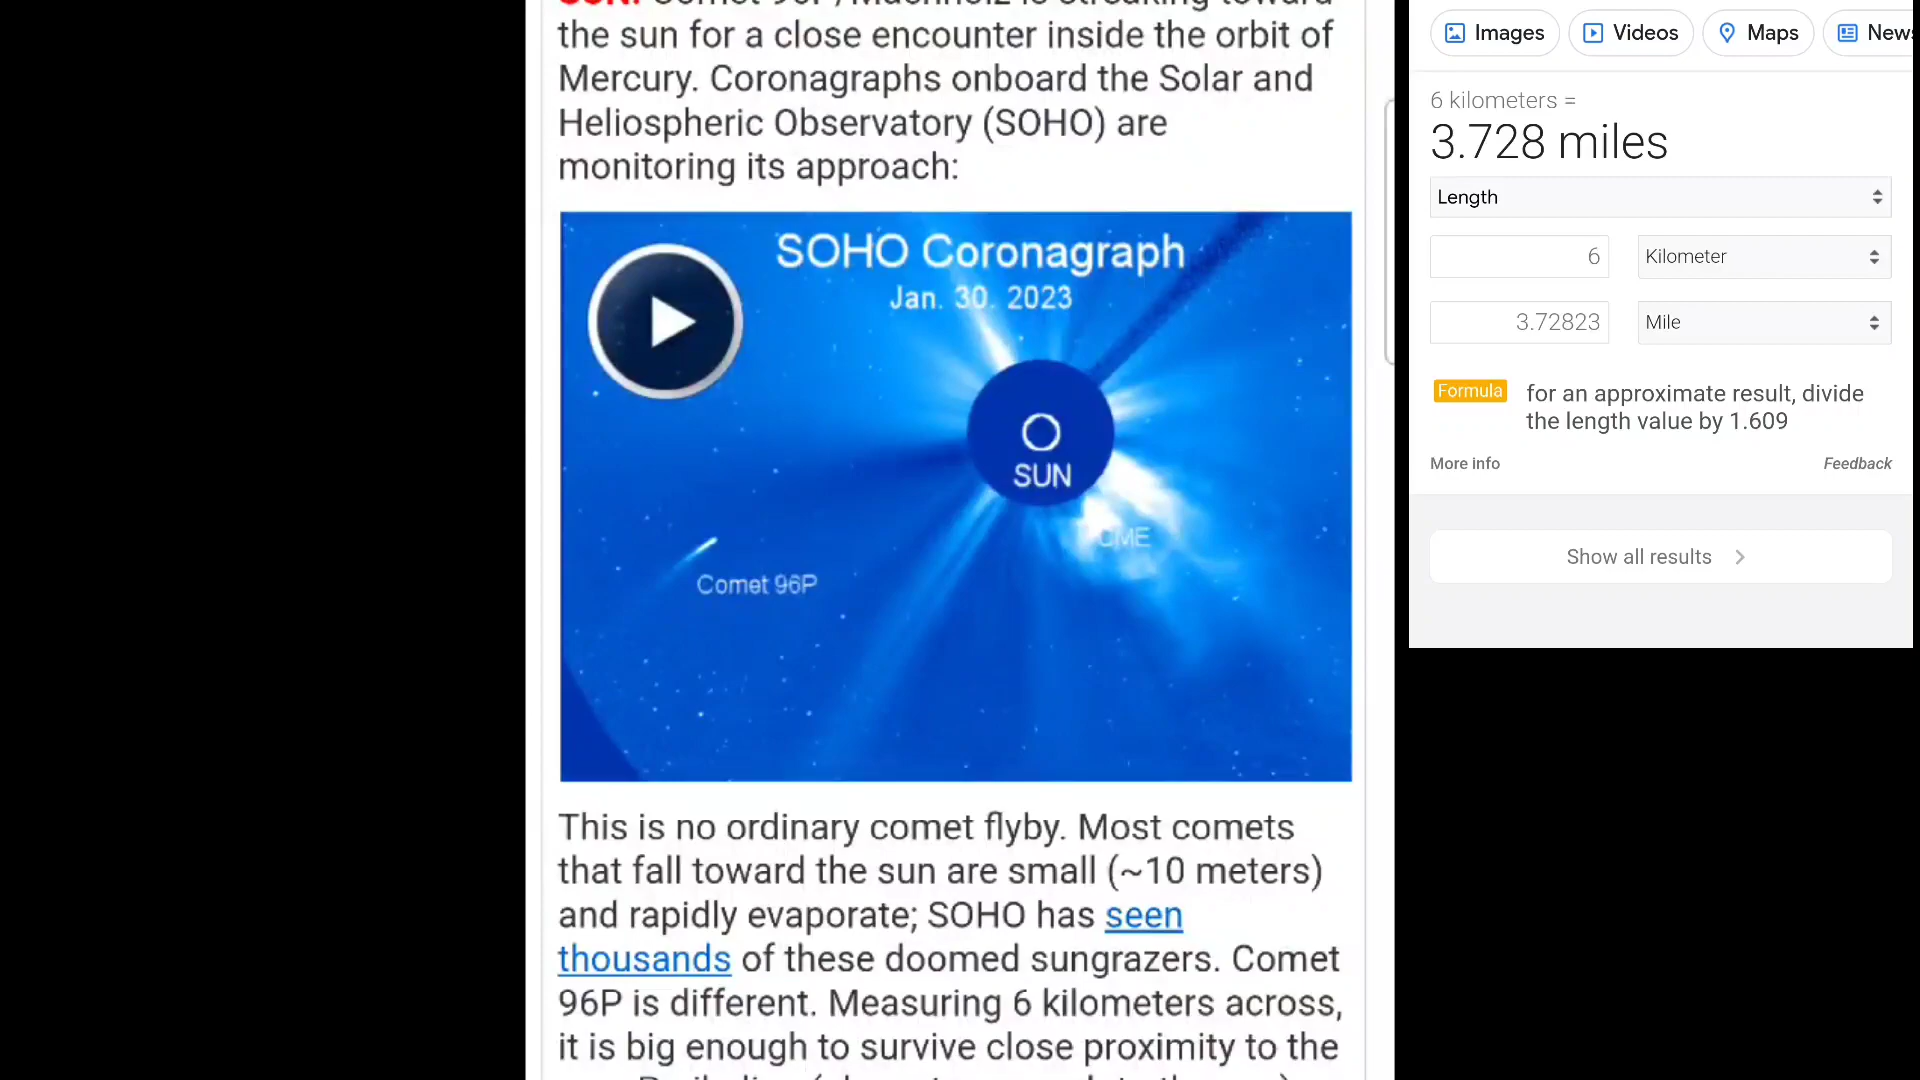 the sun for a close encounter inside the orbit of
Mercury. Coronagraphs onboard the Solar and
Heliospheric Observatory (SOHO) are
monitoring its approach:
SOHO Coronagraph
Jan. 30. 2023
SUN
CME
Comet 96P
This is no ordinary comet flyby. Most comets
that fall toward the sun are small (~10 meters)
and rapidly evaporate; SOHO has seen
thousands of these doomed sungrazers. Comet
96P is different. Measuring 6 kilometers across,
it is big enough to survive close proximity to the
Images Videos Maps
6 kilometers =
3.728 miles
Length
6 Kilometer
3.72823 Mile
Formula for an approximate result, divide
the length value by 1.609
More info Feedback
Show all results